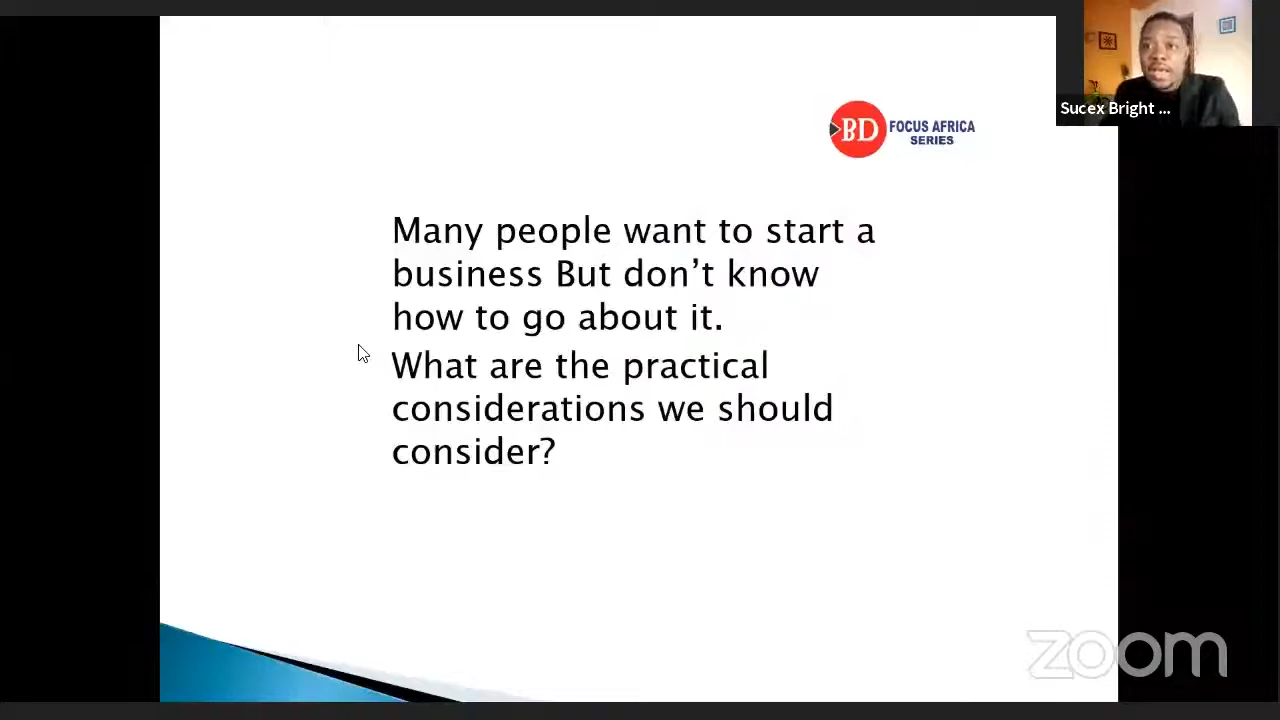 Sucex Bright ...
BD
FOCUS AFRICA
SERIES
Many people want to start a
business But don’t know
how to go about it.
What are the practical
considerations we should
consider?
zoom